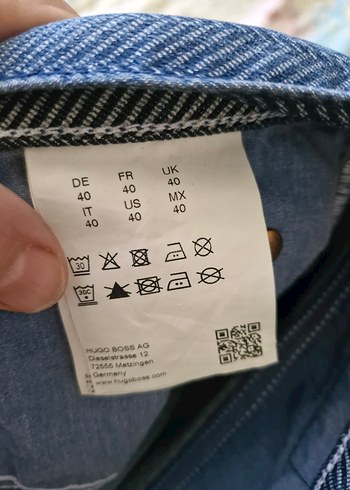 DE FR UK
40 40 40
IT US MX
40 40 40
30
30C
HUGO BOSS AG
Dieselstrasse 12
72555 Metzingen
Germany
www.hugoboss.com